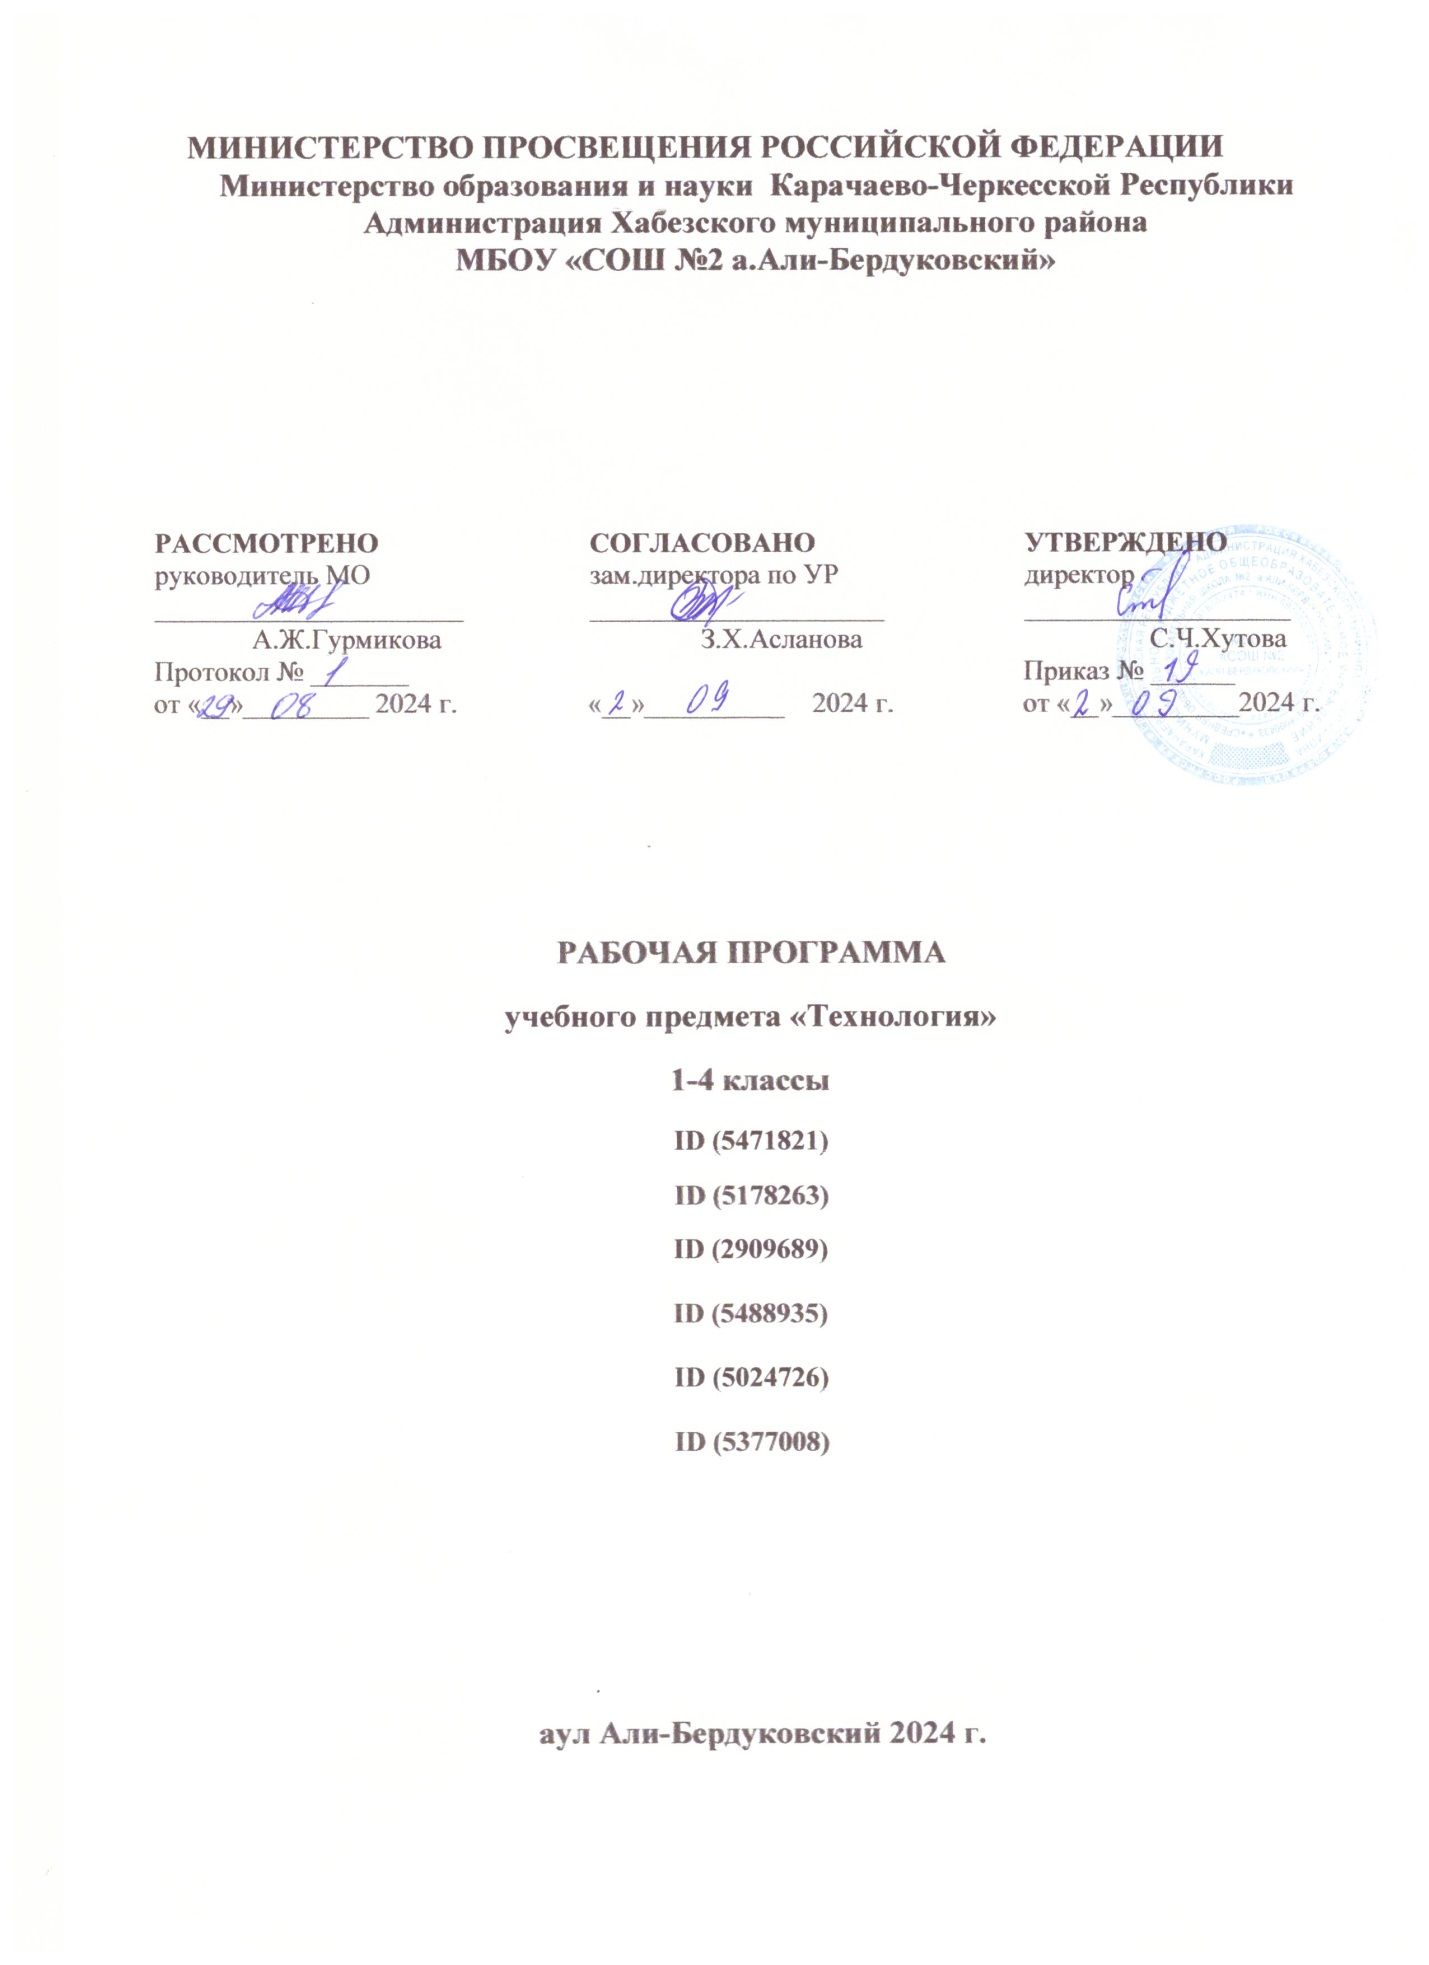 МИНИСТЕРСТВО ПРОСВЕЩЕНИЯ РОССИЙСКОЙ ФЕДЕРАЦИИ
Министерство образования и науки Карачаево-Черкесской Республики
Администрация Хабезского муниципального района
МБОУ «СОШ №2 а.Али-Бердуковский»
РАССМОТРЕНО
руководитель МО
А.Ж.Гурмикова
Протокол № 1
от «29» 08 2024 г.
СОГЛАСОВАНО
зам.директора по УР
З.Х.Асланова
«2» 09 2024 г.
УТВЕРЖДЕНО
директор
С.Ч.Хутова
Приказ № 19
от «2» 09 2024 г.
РАБОЧАЯ ПРОГРАММА
учебного предмета «Технология»
1-4 классы
ID (5471821)
ID (5178263)
ID (2909689)
ID (5488935)
ID (5024726)
ID (5377008)
аул Али-Бердуковский 2024 г.